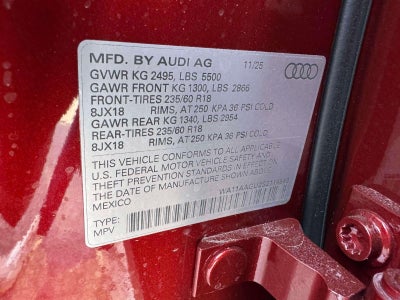 MFD. BY AUDI AG 11/25
GVWR KG 2495, LBS 5500
GAWR FRONT KG 1300, LBS 2866
FRONT-TIRES 235/60 R18
8JX18 RIMS, AT 250 KPA 36 PSI COLD
GAWR REAR KG 1340, LBS 2954
REAR-TIRES 235/60 R18
8JX18 RIMS, AT 250 KPA 36 PSI COLD
THIS VEHICLE CONFORMS TO ALL APPLICABLE
U.S. FEDERAL MOTOR VEHICLE SAFETY AND
THEFT PREVENTION STANDARDS IN EFFECT ON
THE DATE OF MANUFACTURE SHOWN ABOVE.
MEXICO
TYPE:
MPV